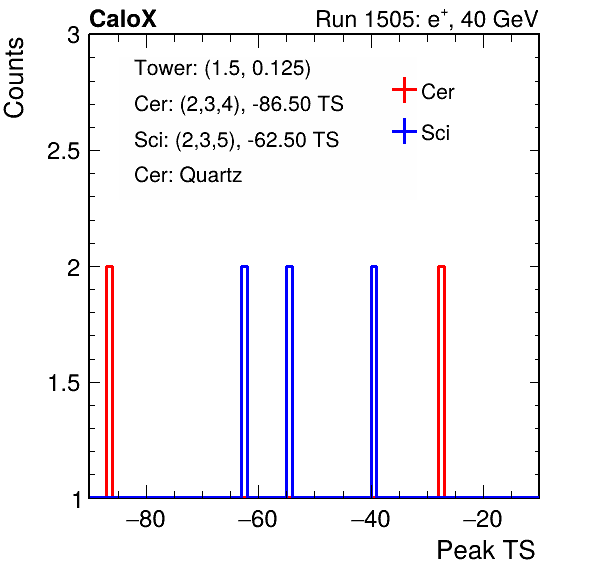 CaloX Run 1505: e+, 40 GeV
Counts
3
2.5
2
1.5
1
Tower: (1.5, 0.125)
Cer: (2,3,4), -86.50 TS
Sci: (2,3,5), -62.50 TS
Cer: Quartz
Cer
Sci
−80 −60 −40 −20
Peak TS